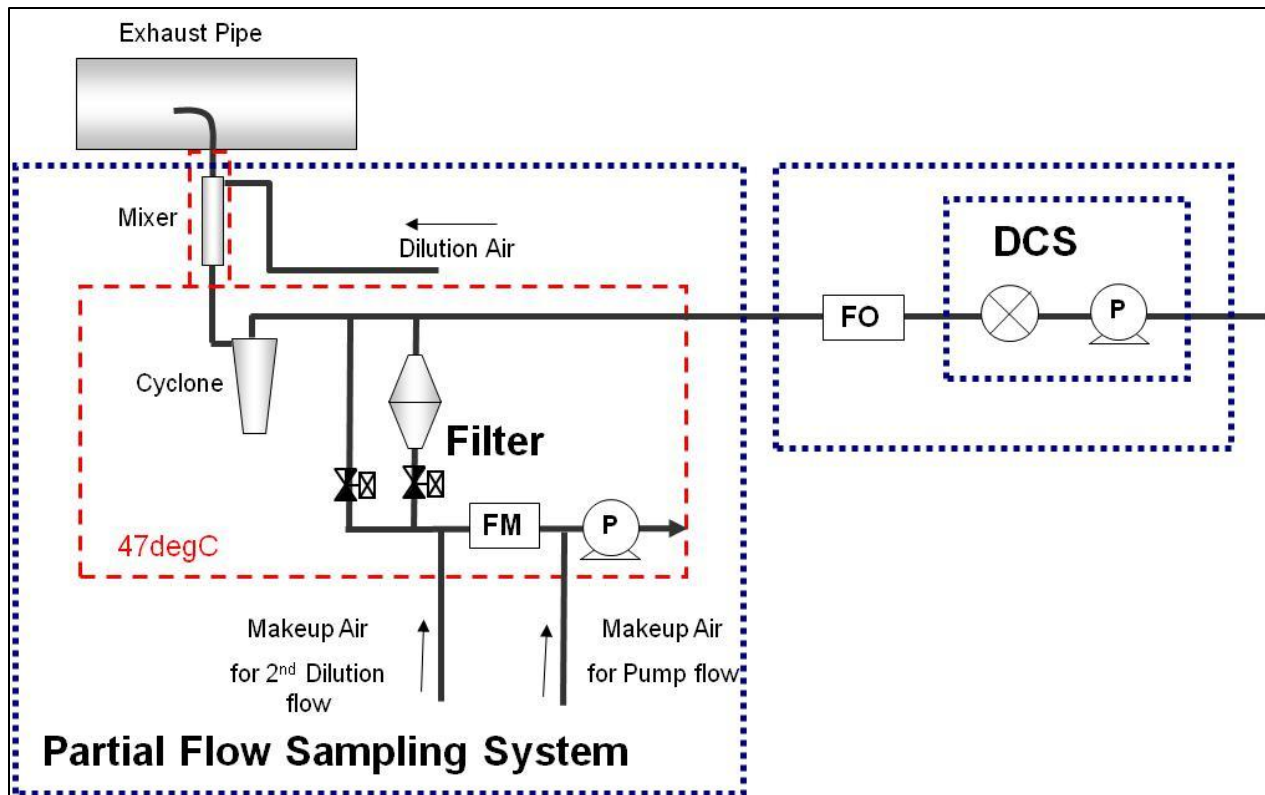 Exhaust Pipe
Mixer
Dilution Air
DCS
FO
P
Cyclone
Filter
FM
P
47degC
Makeup Air
for 2nd Dilution
flow
Makeup Air
for Pump flow
Partial Flow Sampling System